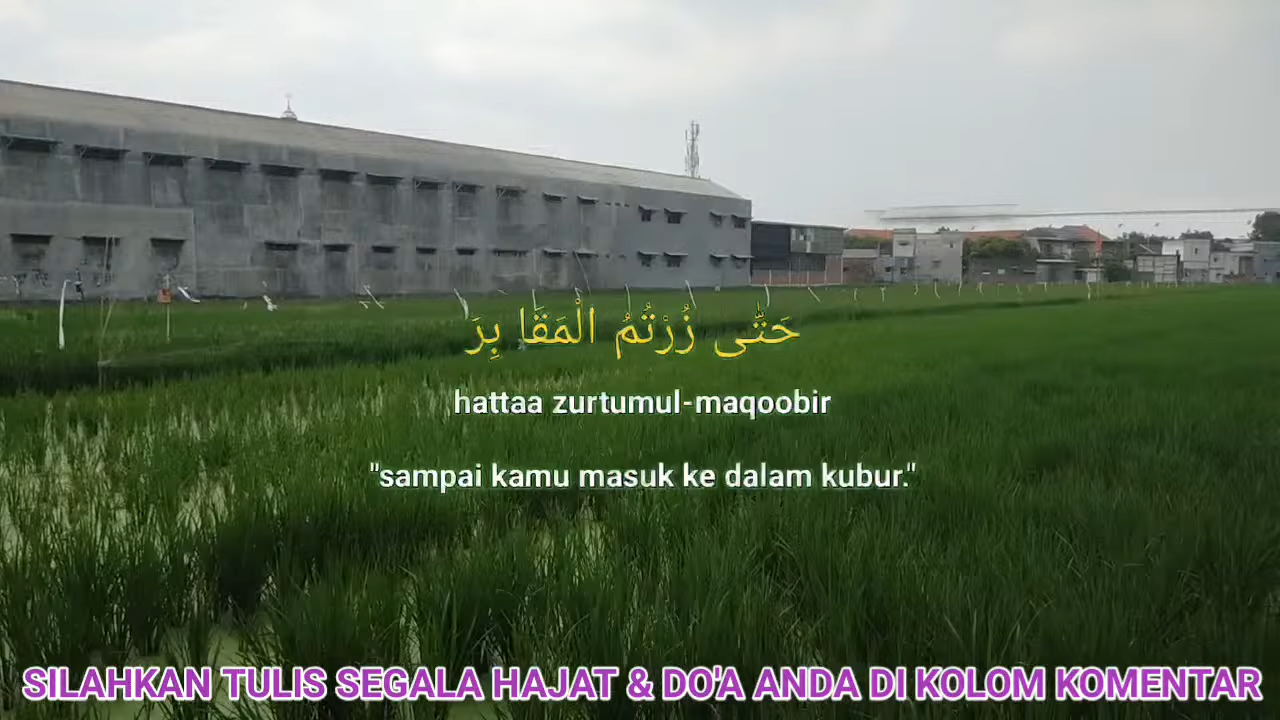 حَتّٰى زُرْتُمُ الْمَقَا بِرَ
hattaa zurtumul-maqoobir
"sampai kamu masuk ke dalam kubur."
SILAHKAN TULIS SEGALA HAJAT & DO'A ANDA DI KOLOM KOMENTAR